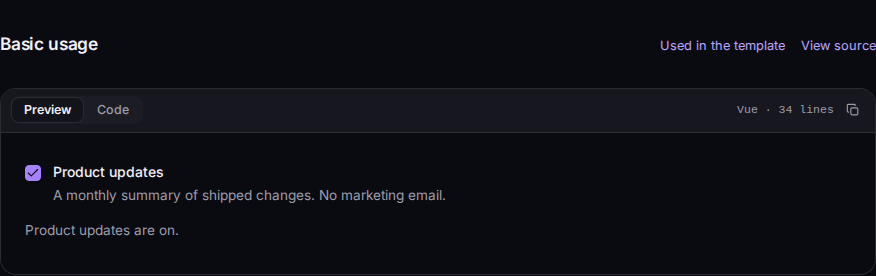 Basic usage
Used in the template
View source
Preview
Code
Vue · 34 lines
Product updates
A monthly summary of shipped changes. No marketing email.
Product updates are on.